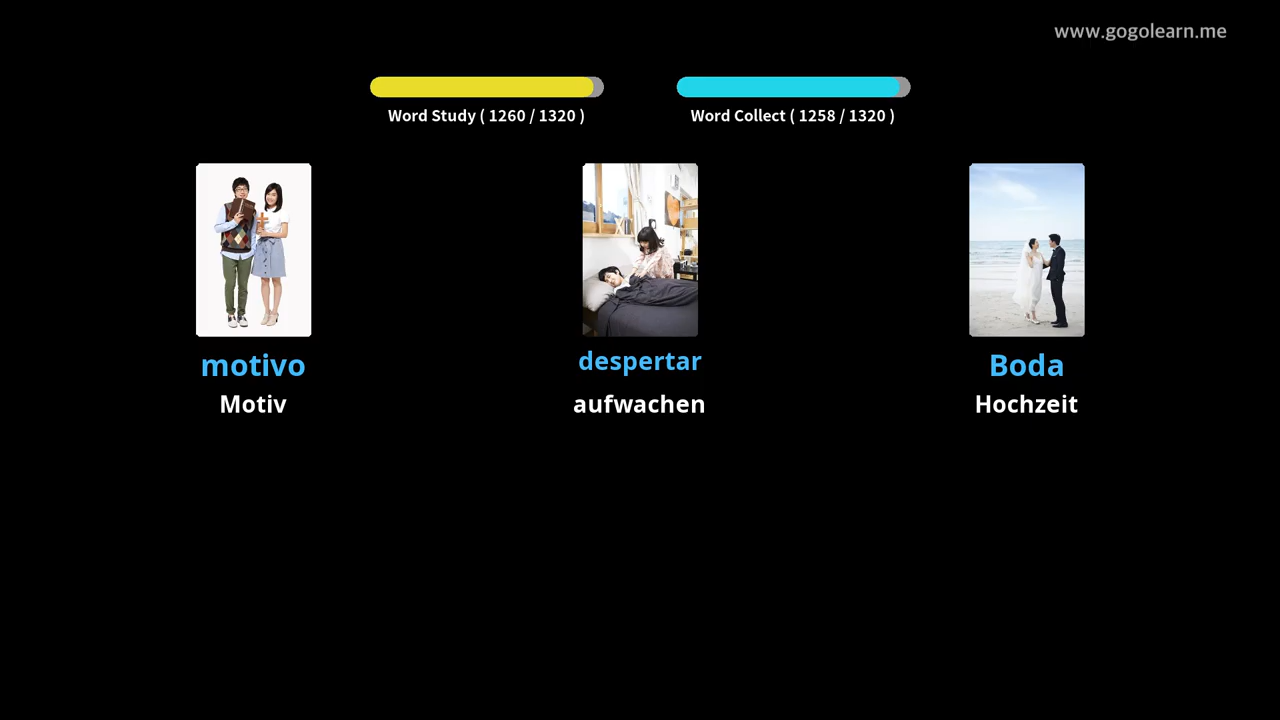 www.gogolearn.me
Word Study ( 1260 / 1320 )
Word Collect ( 1258 / 1320 )
motivo
despertar
Boda
Motiv
aufwachen
Hochzeit